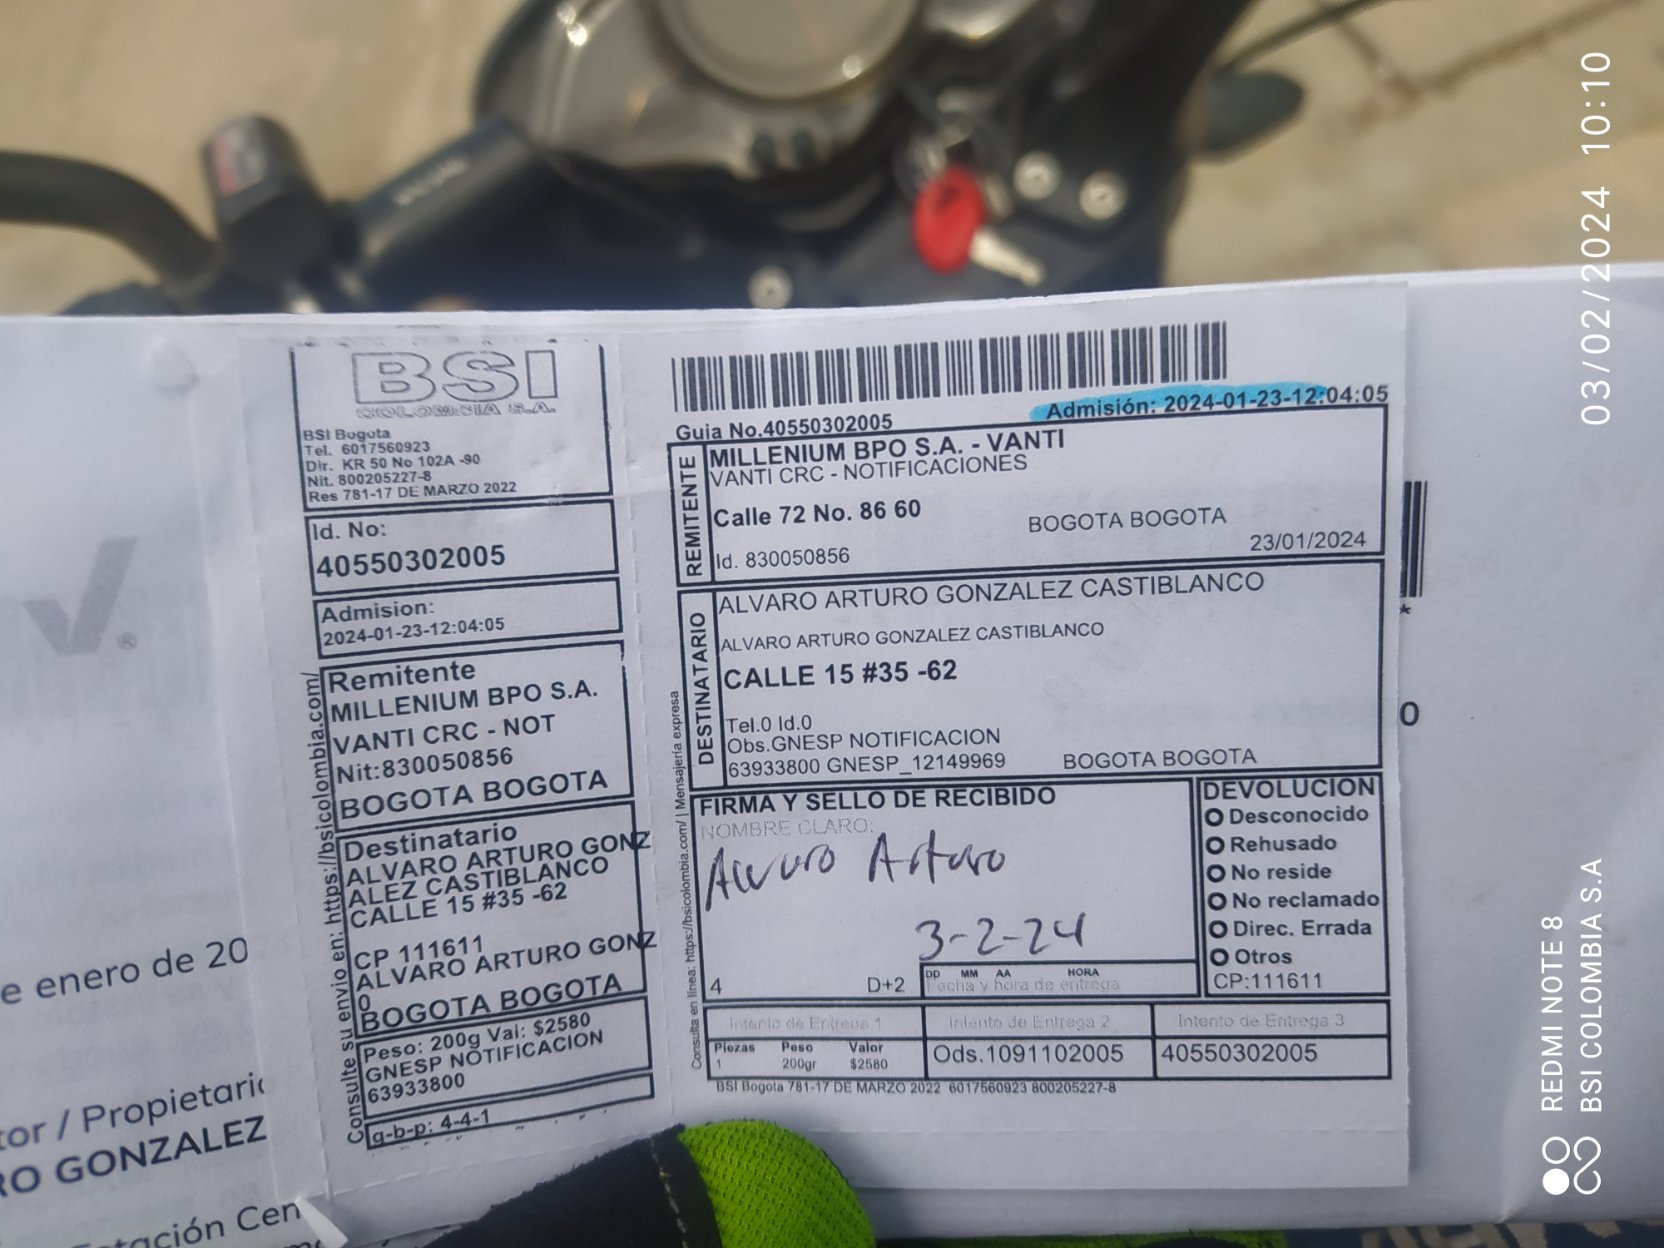 03/02/2024 10:10
BSI
COLOMBIA S.A.
BSI Bogota
Tel. 6017560923
Dir. KR 50 No 102A -90
Nit. 800205227-8
Res 781-17 DE MARZO 2022
Id. No:
40550302005
Admision:
2024-01-23-12:04:05
Remitente
MILLENIUM BPO S.A.
VANTI CRC - NOT
Nit:830050856
BOGOTA BOGOTA
Destinatario
ALVARO ARTURO GONZ
ALEZ CASTIBLANCO
CALLE 15 #35 -62
CP 111611
ALVARO ARTURO GONZ
0
BOGOTA BOGOTA
Peso: 200g Val: $2580
GNESP NOTIFICACION
63933800
g-b-p: 4-4-1
Consulte su envio en: https://bsicolombia.com/
Guia No.40550302005
Admisión: 2024-01-23-12:04:05
REMITENTE
MILLENIUM BPO S.A. - VANTI
VANTI CRC - NOTIFICACIONES
Calle 72 No. 86 60
BOGOTA BOGOTA
Id. 830050856
23/01/2024
DESTINATARIO
ALVARO ARTURO GONZALEZ CASTIBLANCO
ALVARO ARTURO GONZALEZ CASTIBLANCO
CALLE 15 #35 -62
Tel.0 Id.0
Obs.GNESP NOTIFICACION
63933800 GNESP_12149969
BOGOTA BOGOTA
FIRMA Y SELLO DE RECIBIDO
NOMBRE CLARO:
Alvaro Arturo
3-2-24
4
D+2
DD MM AA HORA
Fecha y hora de entrega
DEVOLUCION
Desconocido
Rehusado
No reside
No reclamado
Direc. Errada
Otros
CP:111611
Intento de Entrega 1
Intento de Entrega 2
Intento de Entrega 3
Piezas Peso Valor
1 200gr $2580
Ods.1091102005
40550302005
BSI Bogota 781-17 DE MARZO 2022 6017560923 800205227-8
Consulta en linea: https://bsicolombia.com/ | Mensajería expresa
*
0
e enero de 20
tor / Propietari
RO GONZALEZ
Estación Cen
REDMI NOTE 8
BSI COLOMBIA S.A